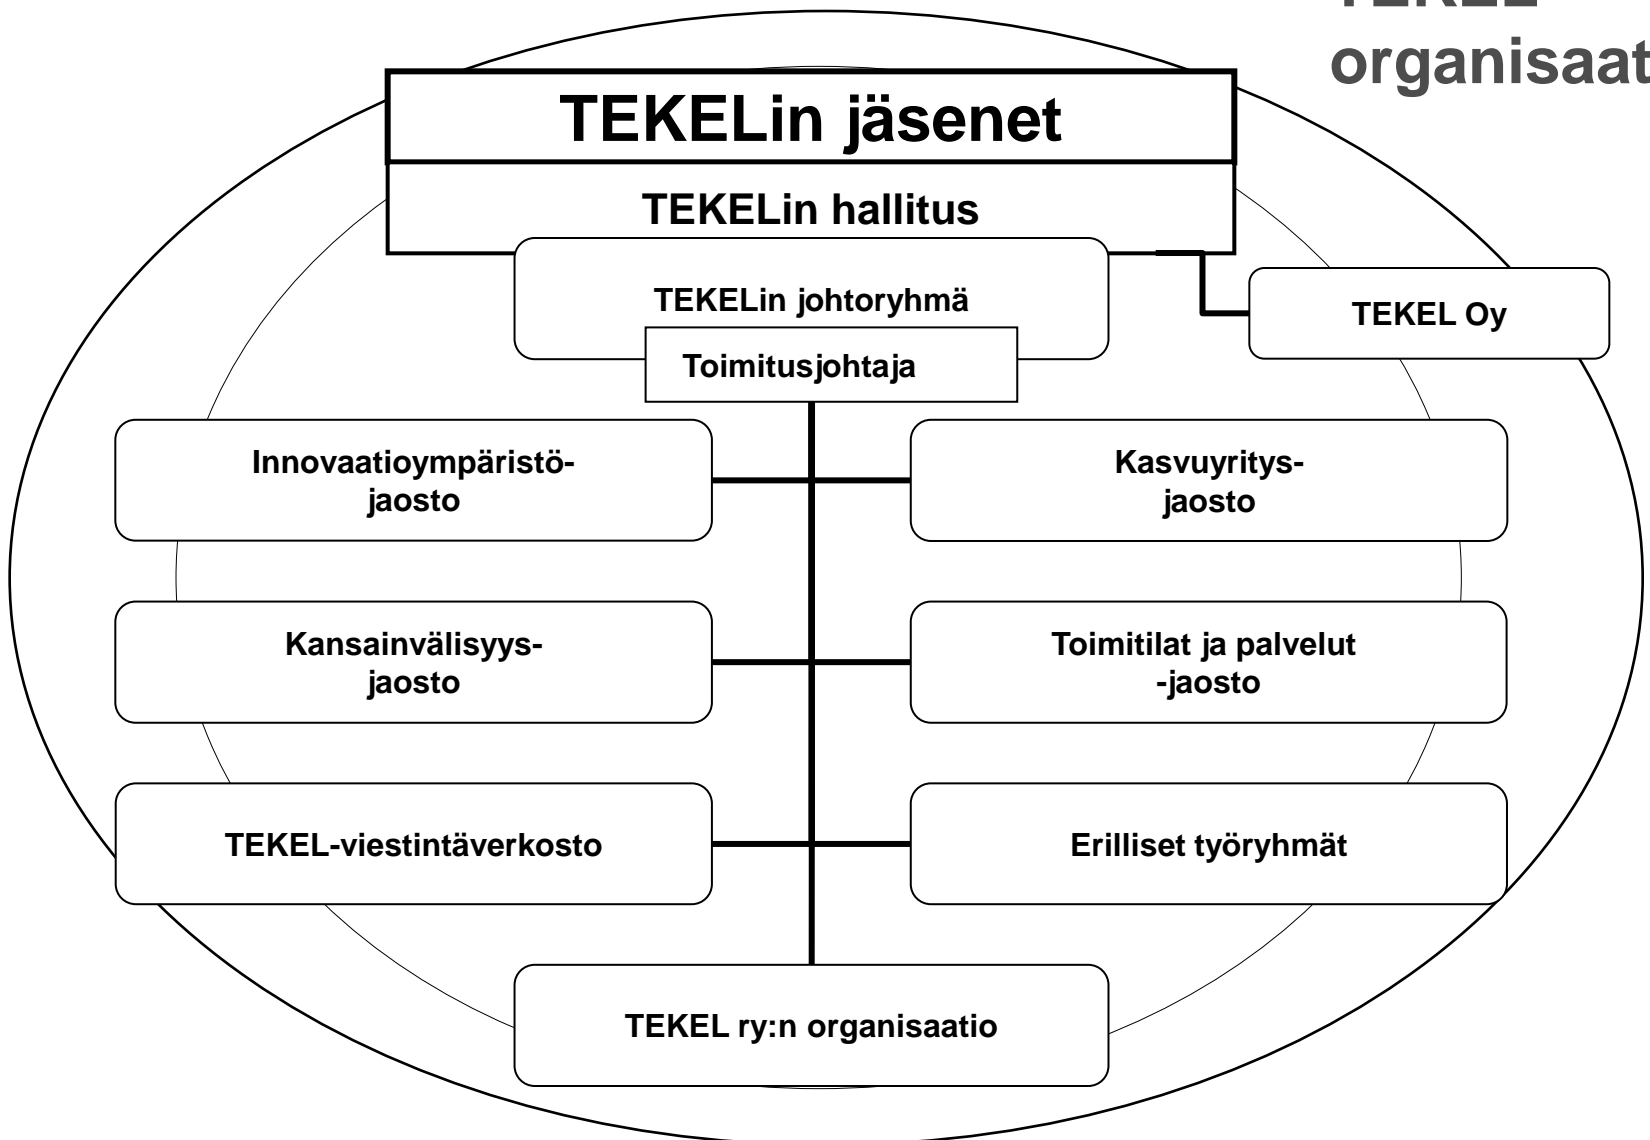 TEKEL
organisaat
TEKELin jäsenet
TEKELin hallitus
TEKELin johtoryhmä
TEKEL Oy
Toimitusjohtaja
Innovaatioympäristö-
jaosto
Kasvuyritys-
jaosto
Kansainvälisyys-
jaosto
Toimitilat ja palvelut
-jaosto
TEKEL-viestintäverkosto
Erilliset työryhmät
TEKEL ry:n organisaatio